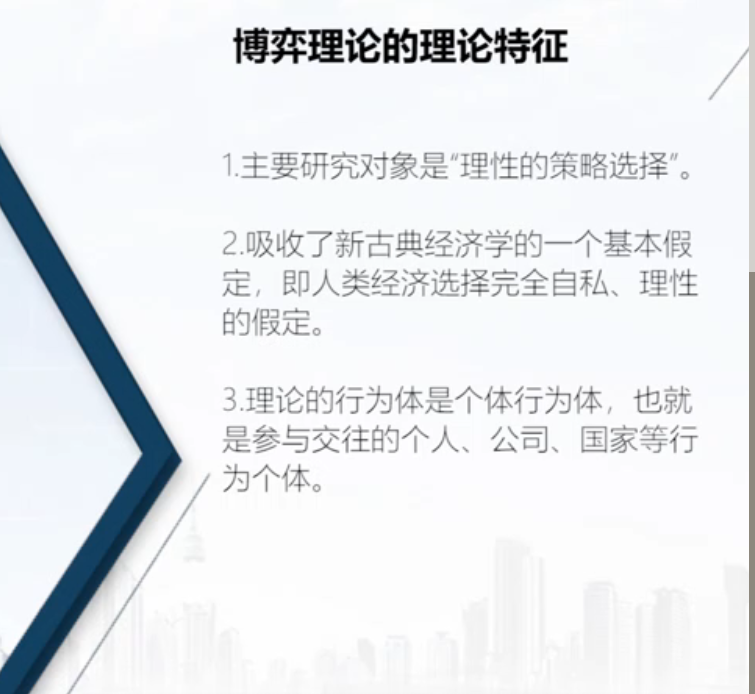 博弈理论的理论特征
1.主要研究对象是“理性的策略选择”。
2.吸收了新古典经济学的一个基本假
定，即人类经济选择完全自私、理性
的假定。
3.理论的行为体是个体行为体，也就
是参与交往的个人、公司、国家等行
为个体。